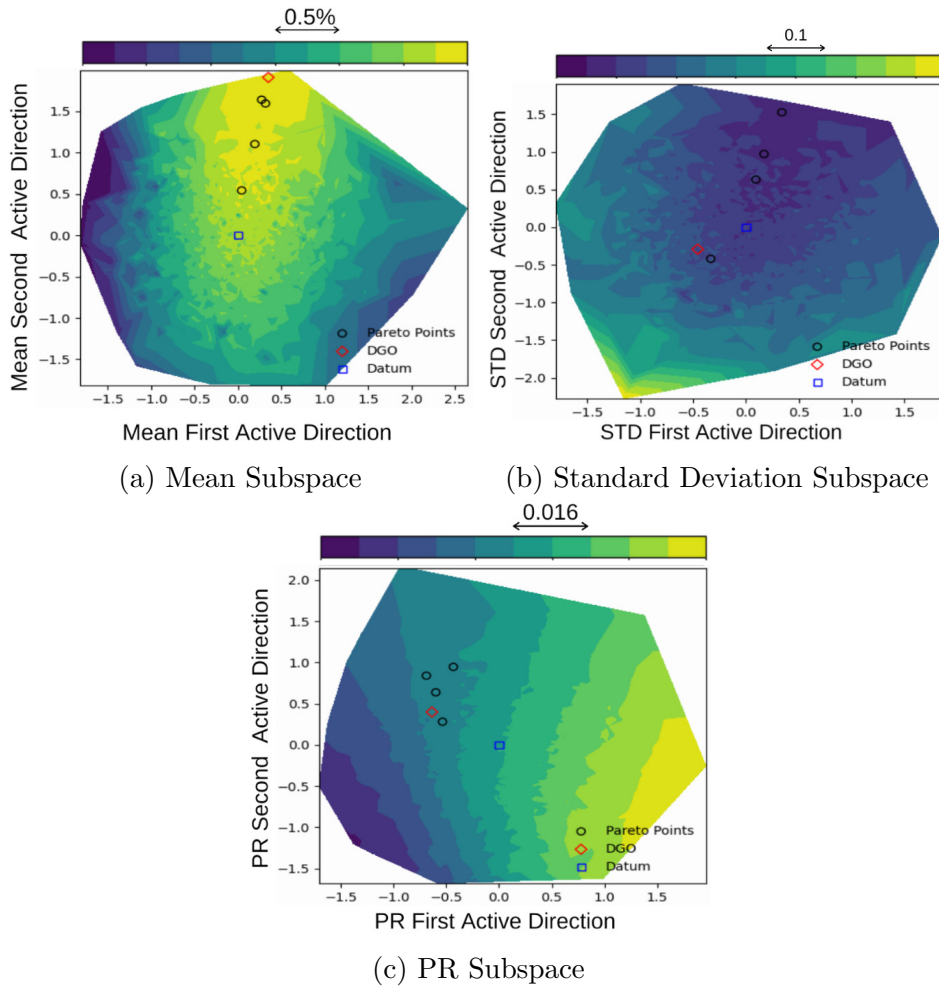 0.5%
0.1
Mean Second Active Direction
1.5
1.0
0.5
0.0
−0.5
−1.0
−1.5
Pareto Points
DGO
Datum
−1.5 −1.0 −0.5 0.0 0.5 1.0 1.5 2.0 2.5
Mean First Active Direction
(a) Mean Subspace
STD Second Active Direction
1.5
1.0
0.5
0.0
−0.5
−1.0
−1.5
−2.0
Pareto Points
DGO
Datum
−1.5 −1.0 −0.5 0.0 0.5 1.0 1.5
STD First Active Direction
(b) Standard Deviation Subspace
0.016
PR Second Active Direction
2.0
1.5
1.0
0.5
0.0
−0.5
−1.0
−1.5
Pareto Points
DGO
Datum
−1.5 −1.0 −0.5 0.0 0.5 1.0 1.5
PR First Active Direction
(c) PR Subspace